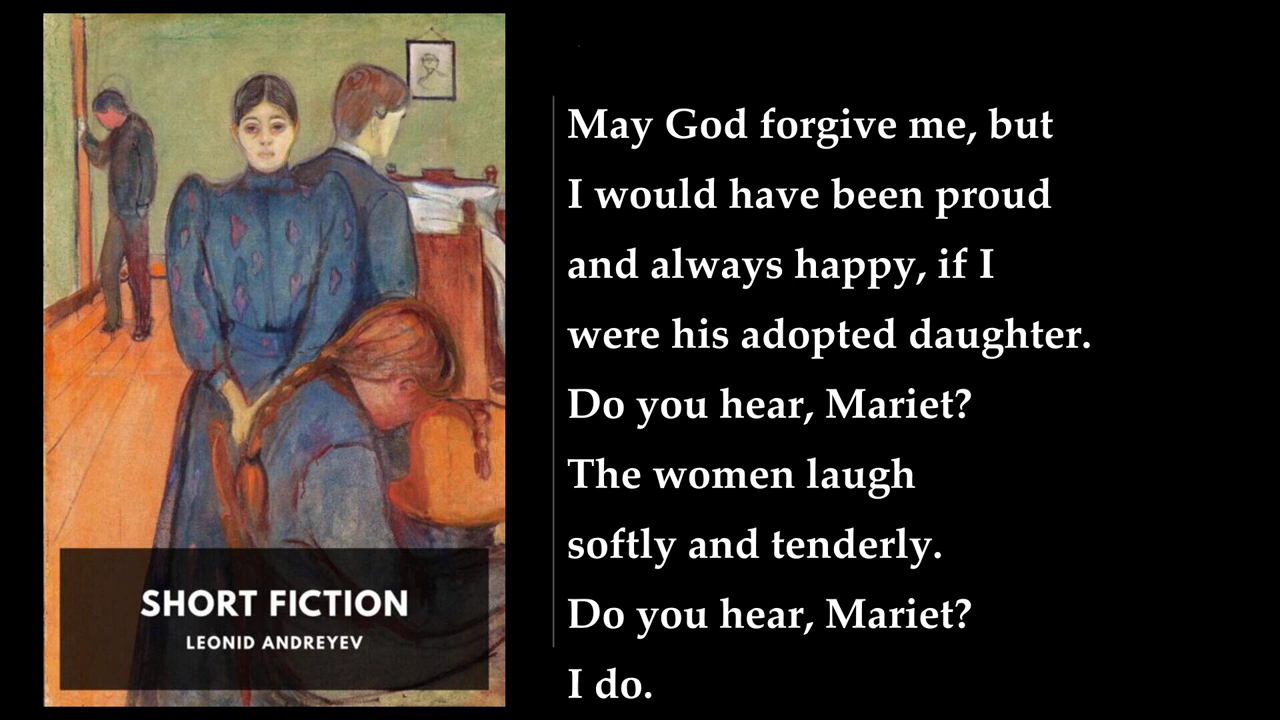 SHORT FICTION
LEONID ANDREYEV
May God forgive me, but
I would have been proud
and always happy, if I
were his adopted daughter.
Do you hear, Mariet?
The women laugh
softly and tenderly.
Do you hear, Mariet?
I do.